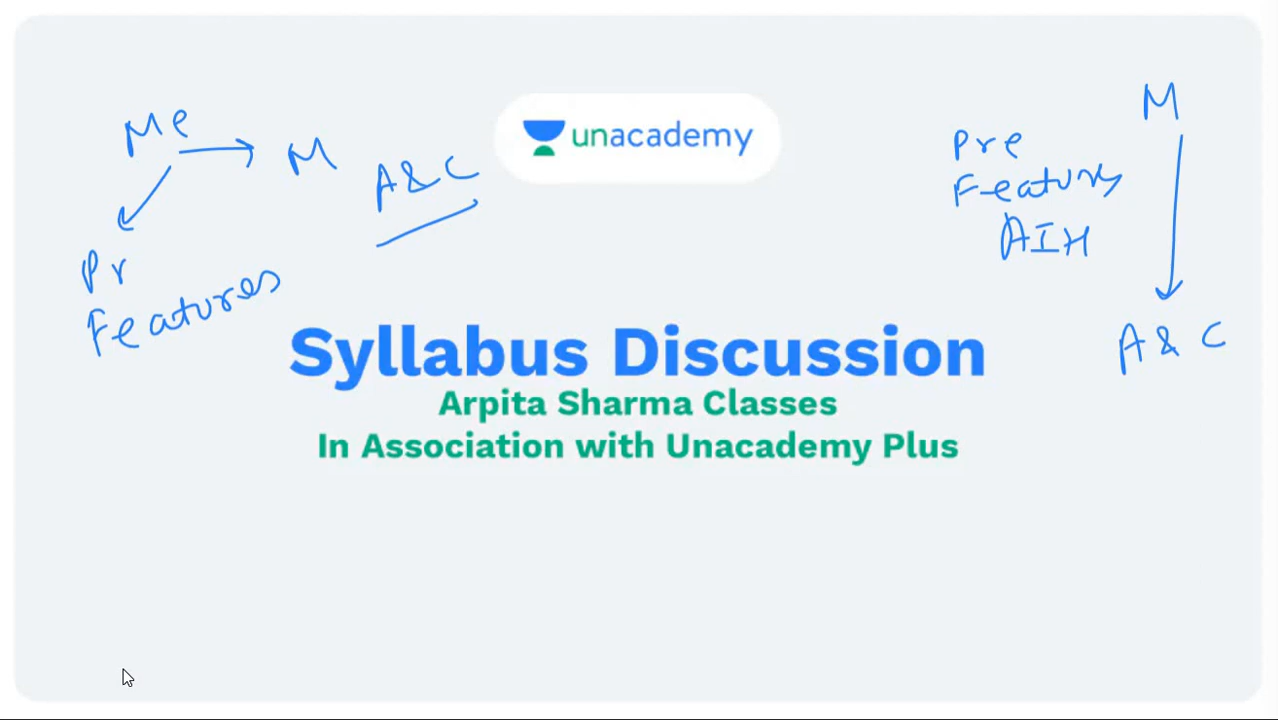 Me
M
A & C
Pr
Features
unacademy
M
Pre
Features
AIH
A & C
Syllabus Discussion
Arpita Sharma Classes
In Association with Unacademy Plus